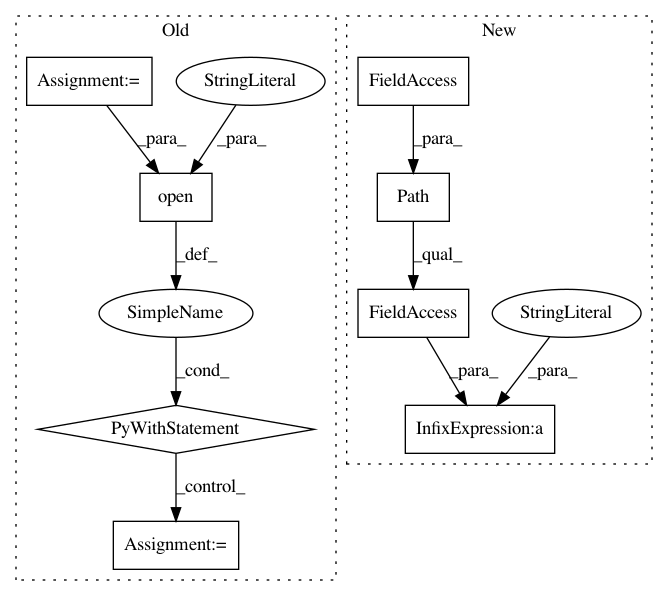 Old
New
Assignment:=
StringLiteral
FieldAccess
_para_
_para_
_para_
open
Path
_def_
_qual_
SimpleName
FieldAccess
StringLiteral
_cond_
_para_
_para_
PyWithStatement
InfixExpression:a
_control_
Assignment:=